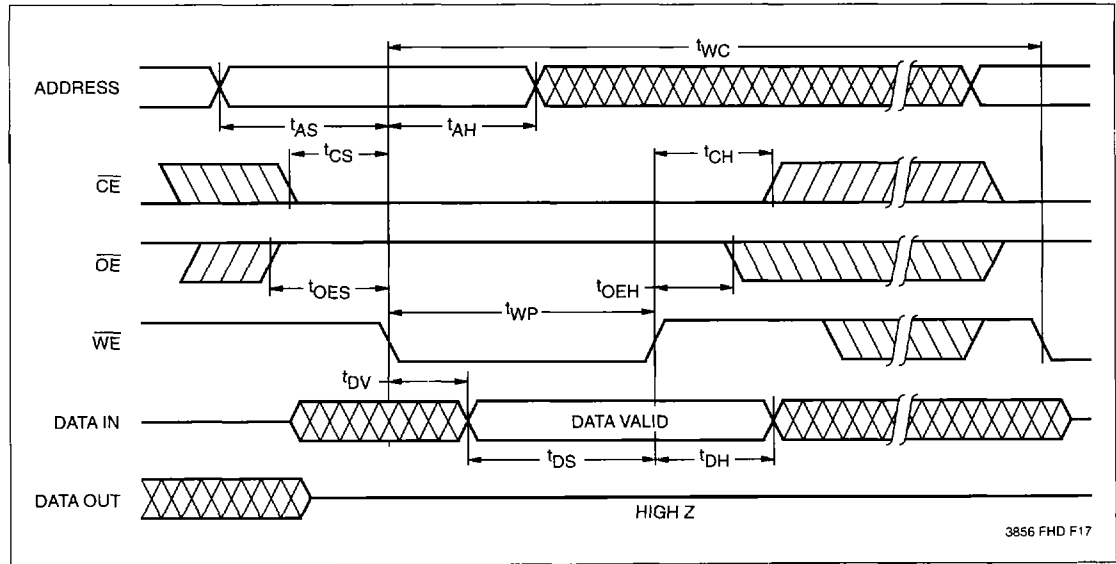 tWC
ADDRESS
tAS
tAH
tCS
tCH
CE
OE
tOES
tOEH
tWP
WE
tDV
DATA IN
DATA VALID
tDS
tDH
DATA OUT
HIGH Z
3856 FHD F17